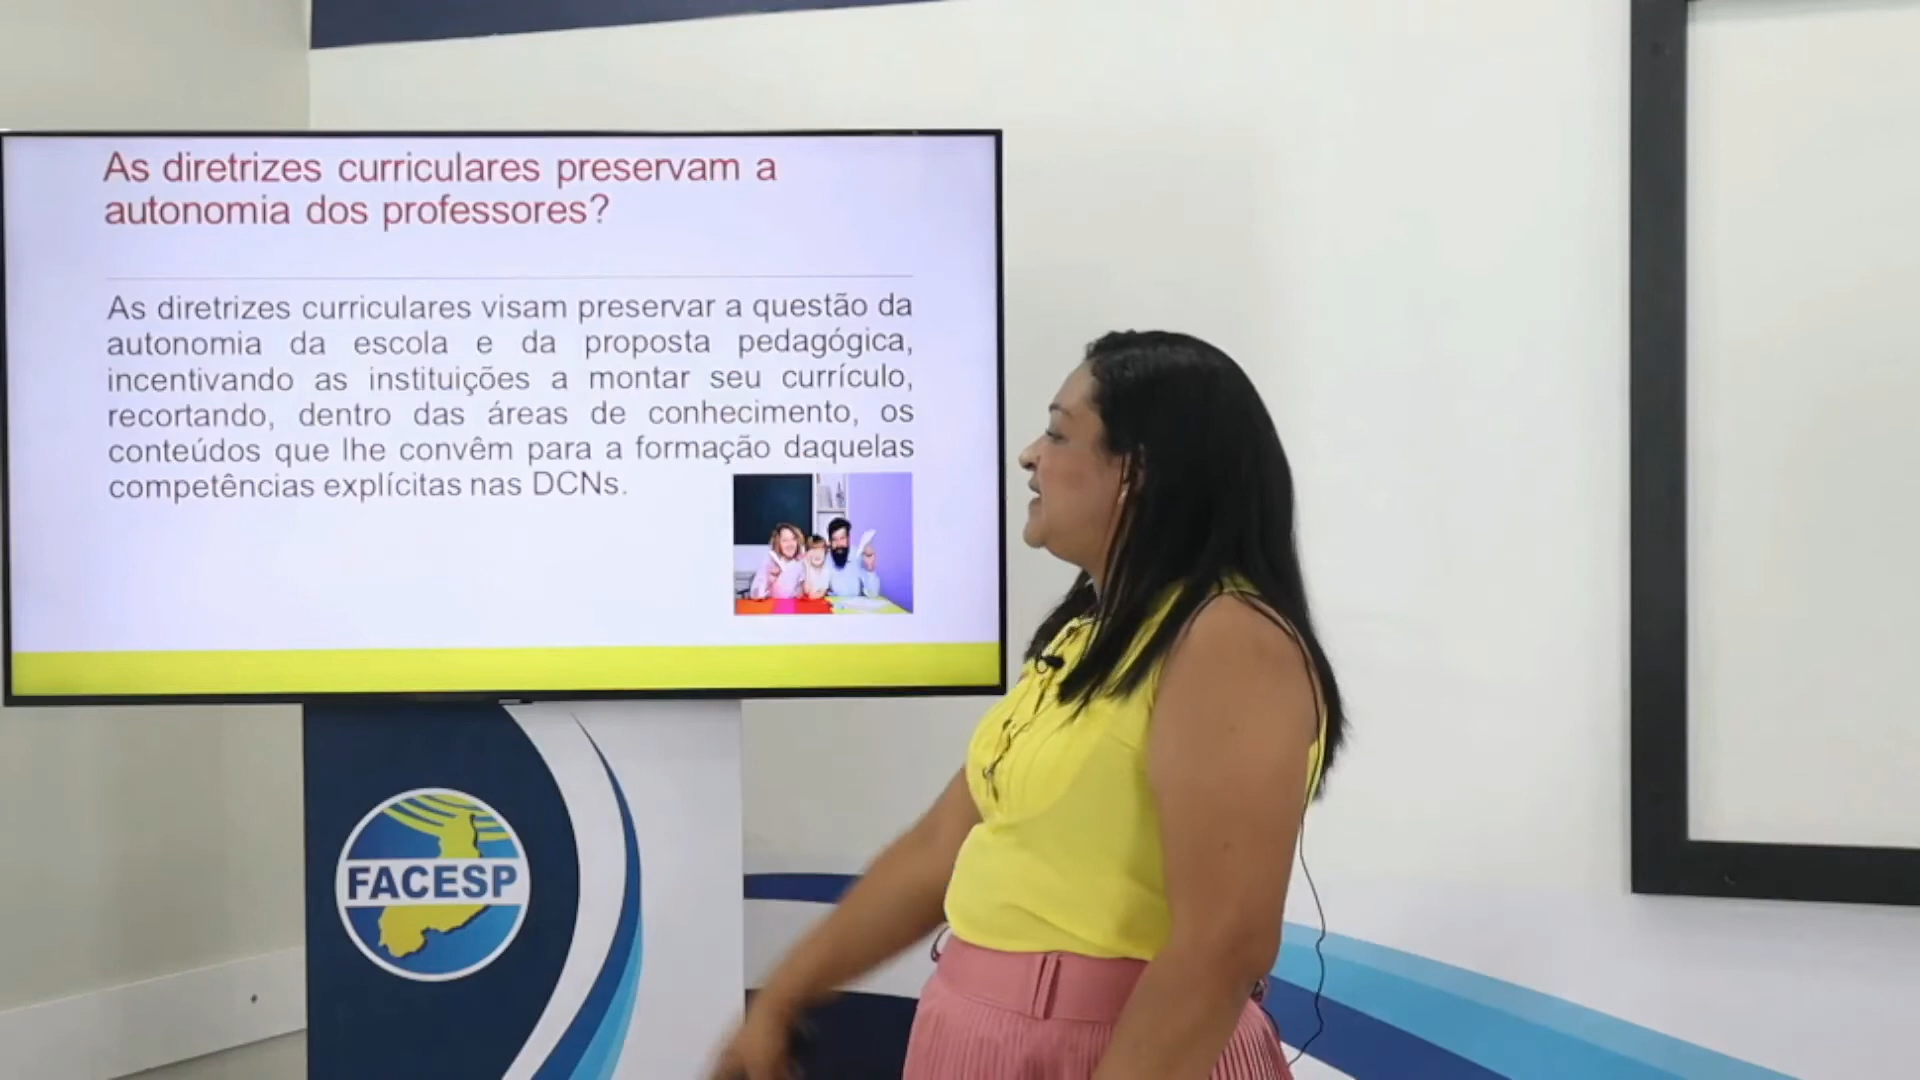 As diretrizes curriculares preservam a
autonomia dos professores?
As diretrizes curriculares visam preservar a questão da
autonomia da escola e da proposta pedagógica,
incentivando as instituições a montar seu currículo,
recortando, dentro das áreas de conhecimento, os
conteúdos que lhe convêm para a formação daquelas
competências explícitas nas DCNs.
FACESP